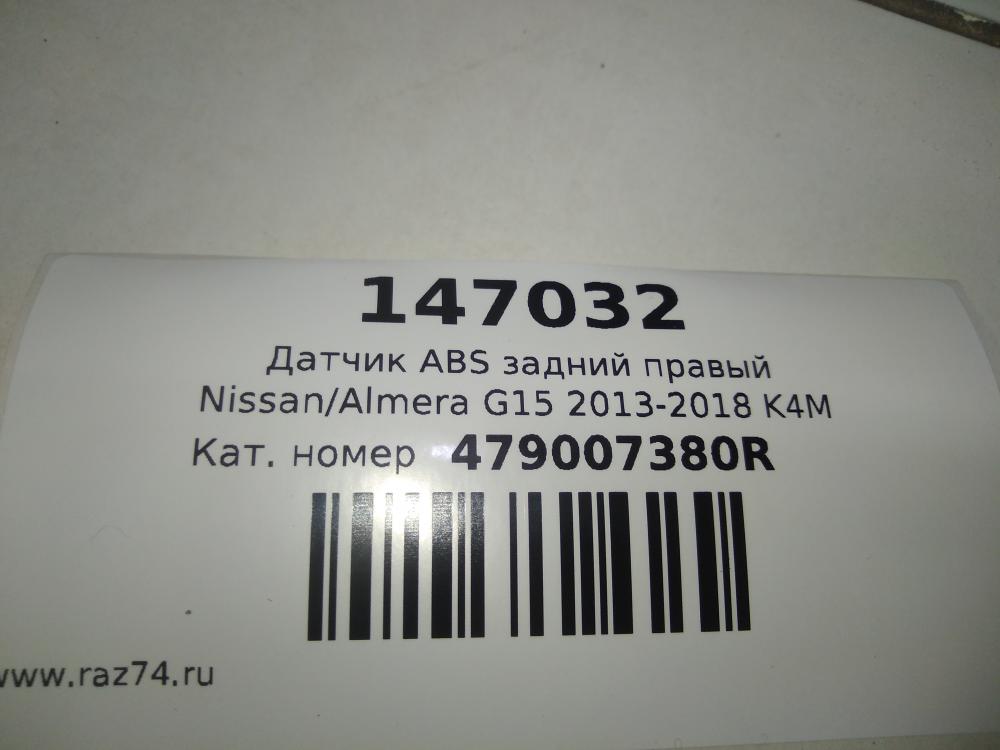 147032
Датчик ABS задний правый
Nissan/Almera G15 2013-2018 K4M
Кат. номер 479007380R
www.raz74.ru